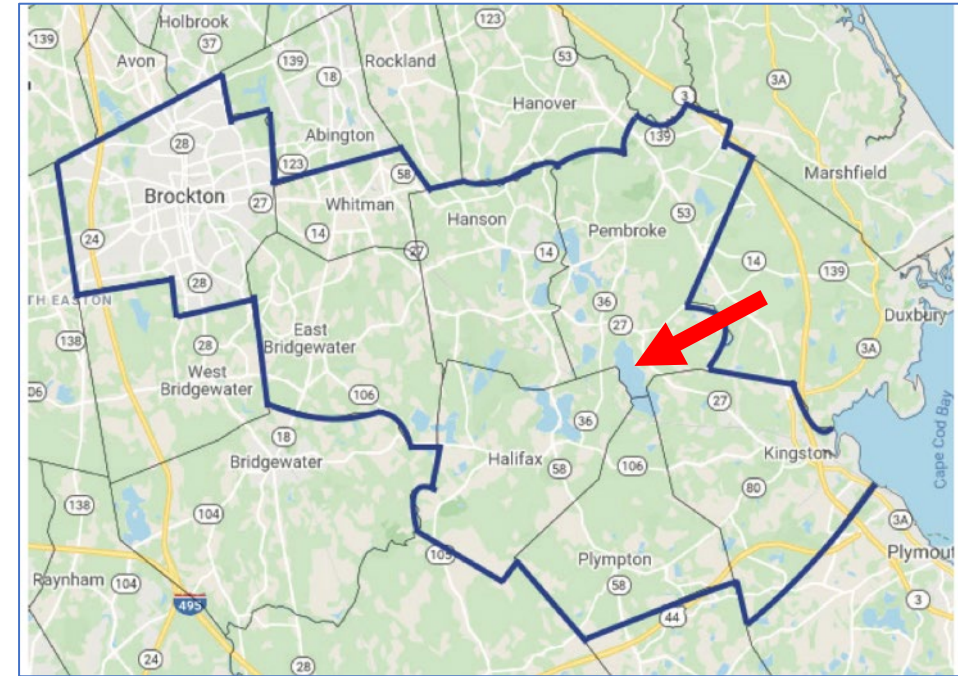 Holbrook
123
139
37
Avon
139
Rockland
53
18
3A
3
Hanover
28
Abington
139
123
58
Marshfield
Brockton
27
Whitman
53
Hanson
Pembroke
24
14
27
14
14
139
28
36
TH EASTON
27
Duxbury
East
Bridgewater
138
28
3A
West
Bridgewater
106
06
27
36
18
Cape Cod Bay
Bridgewater
Halifax
58
106
Kingston
80
138
104
3A
105
Plymout
Plympton
Raynham
104
58
495
3
44
24
28